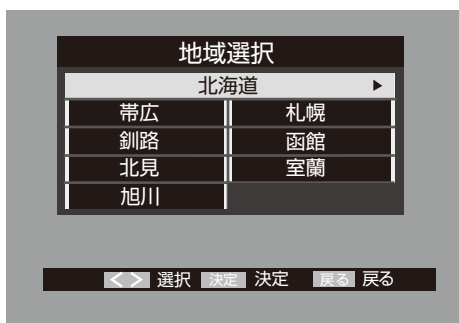 地域選択
北海道 ▶
帯広 札幌
釧路 函館
北見 室蘭
旭川
＜＞ 選択 決定 決定 戻る 戻る